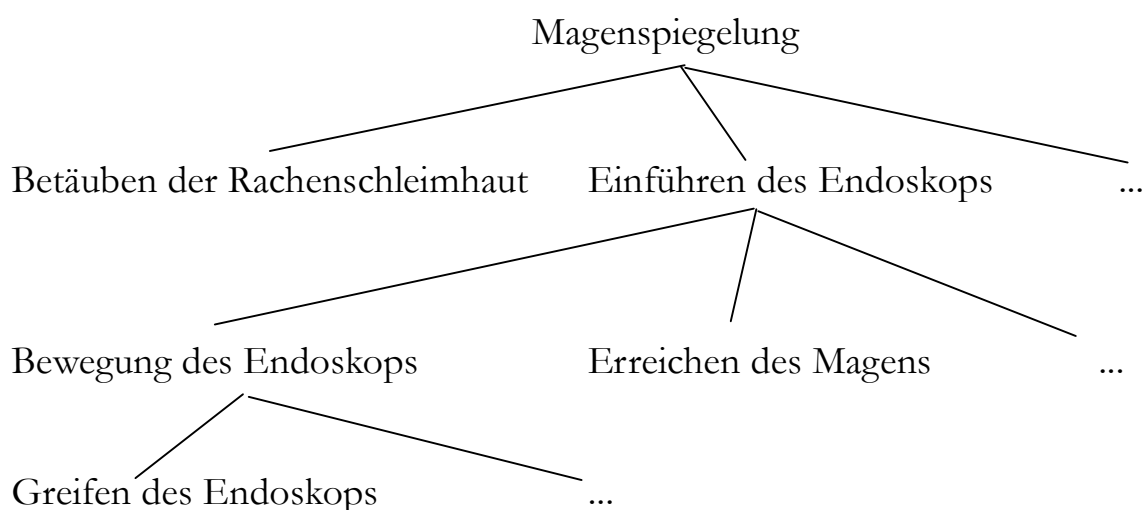 Magenspiegelung
Betäuben der Rachenschleimhaut Einführen des Endoskops ...
Bewegung des Endoskops Erreichen des Magens ...
Greifen des Endoskops ...